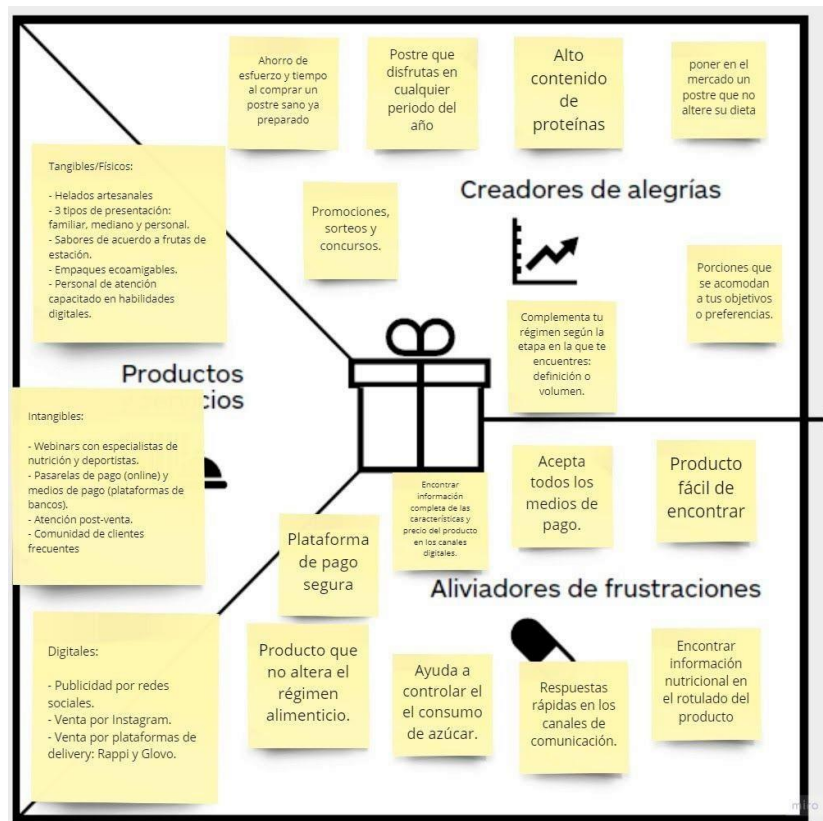 Ahorro de
esfuerzo y tiempo
al comprar un
postre sano ya
preparado
Postre que
disfrutas en
cualquier
periodo del
año
Alto
contenido
de
proteínas
poner en el
mercado un
postre que no
altere su dieta
Tangibles/Físicos:
- Helados artesanales
- 3 tipos de presentación:
familiar, mediano y personal.
- Sabores de acuerdo a frutas de
estación.
- Empaques ecoamigables.
- Personal de atención
capacitado en habilidades
digitales.
Promociones,
sorteos y
concursos.
Creadores de alegrías
Porciones que
se acomodan
a tus objetivos
o preferencias.
Complementa tu
régimen según la
etapa en la que te
encuentres:
definición o
volumen.
Productos
cios
Intangibles:
- Webinars con especialistas de
nutrición y deportistas.
- Pasarelas de pago (online) y
medios de pago (plataformas de
bancos).
- Atención post-venta.
- Comunidad de clientes
frecuentes
Encontrar
información
completa de las
características y
precio del producto
en los canales
digitales.
Acepta
todos los
medios de
pago.
Producto
fácil de
encontrar
Plataforma
de pago
segura
Aliviadores de frustraciones
Digitales:
- Publicidad por redes
sociales.
- Venta por Instagram.
- Venta por plataformas de
delivery: Rappi y Glovo.
Producto que
no altera el
régimen
alimenticio.
Ayuda a
controlar el
el consumo
de azúcar.
Respuestas
rápidas en los
canales de
comunicación.
Encontrar
información
nutricional en
el rotulado del
producto
miro